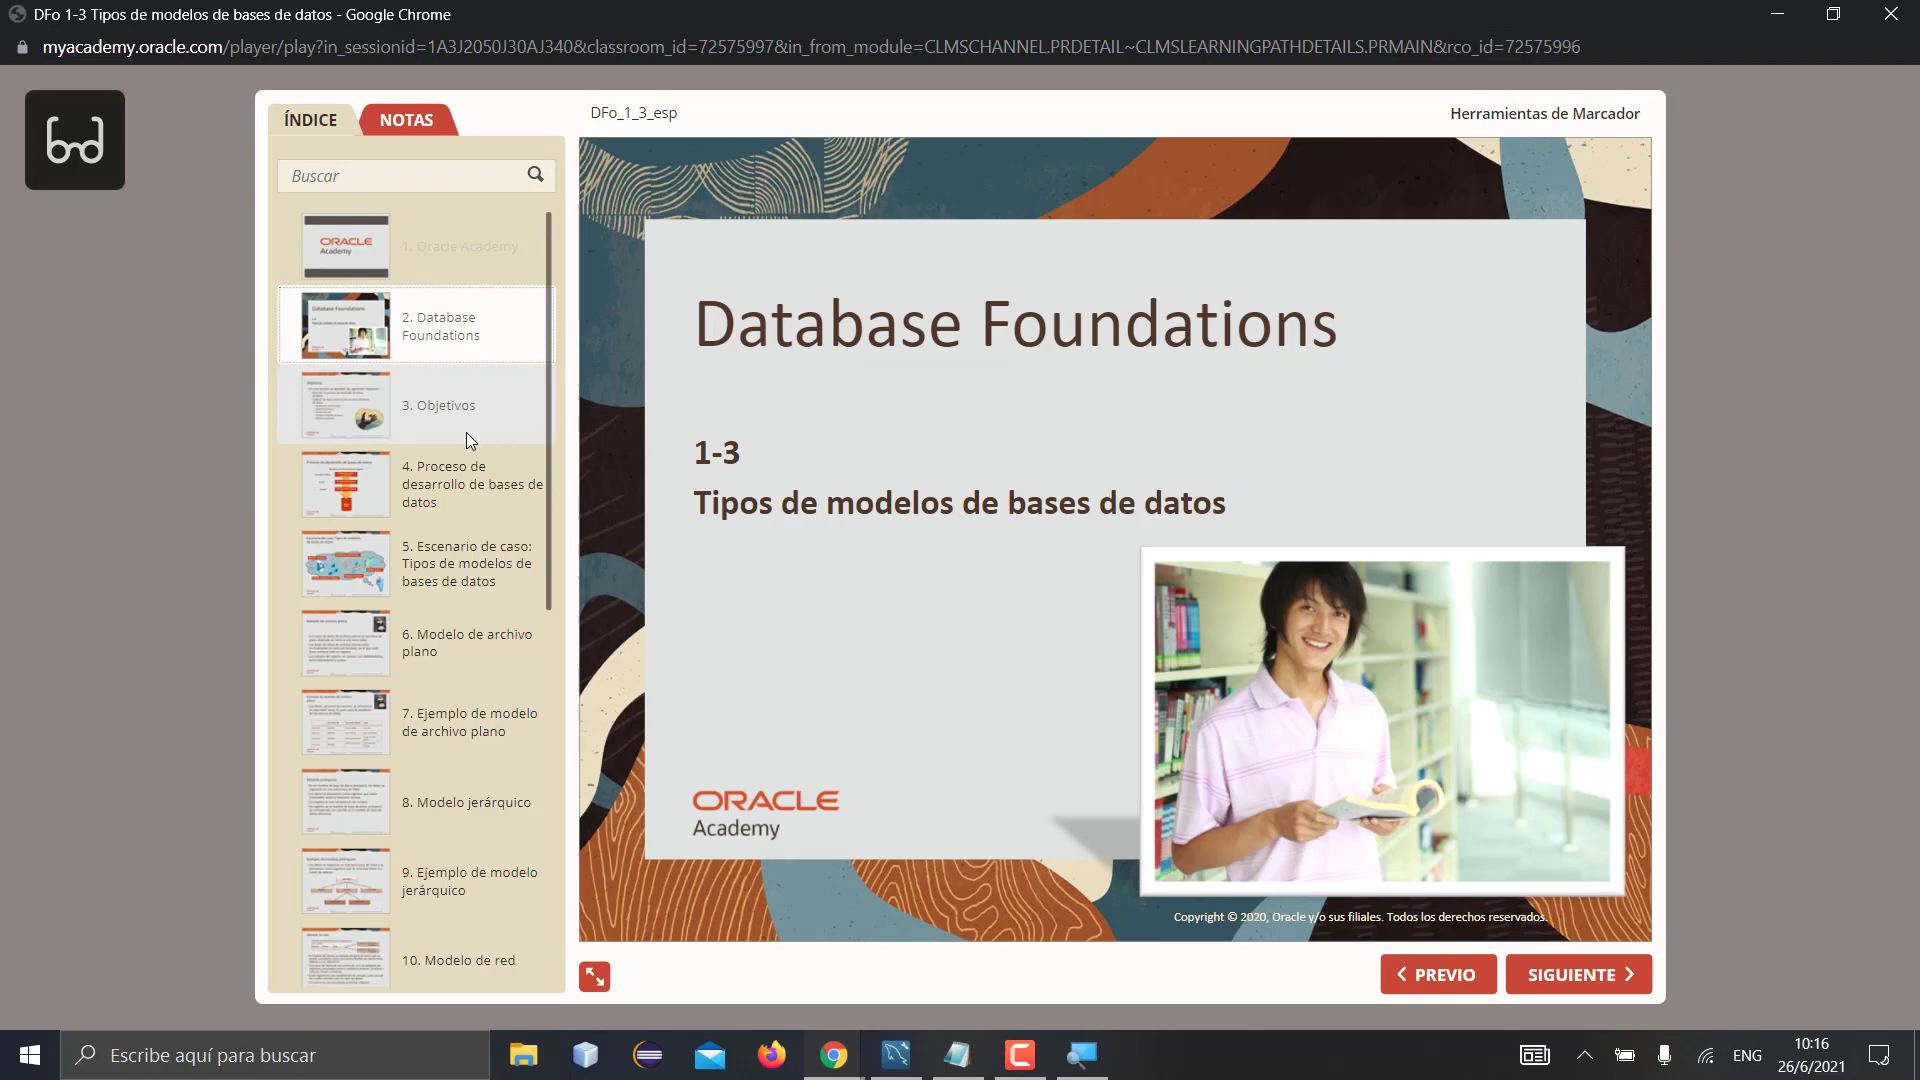 DFo 1-3 Tipos de modelos de bases de datos - Google Chrome
myacademy.oracle.com/player/play?in_sessionid=1A3J2050J30AJ340&classroom_id=72575997&in_from_module=CLMSCHANNEL.PRDETAIL~CLMSLEARNINGPATHDETAILS.PRMAIN&rco_id=72575996
ÍNDICE
NOTAS
DFo_1_3_esp
Herramientas de Marcador
Buscar
ORACLE
Academy
1. Oracle Academy
Database Foundations
2. Database
Foundations
3. Objetivos
4. Proceso de
desarrollo de bases de
datos
5. Escenario de caso:
Tipos de modelos de
bases de datos
6. Modelo de archivo
plano
7. Ejemplo de modelo
de archivo plano
8. Modelo jerárquico
9. Ejemplo de modelo
jerárquico
10. Modelo de red
Database Foundations
1-3
Tipos de modelos de bases de datos
ORACLE
Academy
Copyright © 2020, Oracle y/o sus filiales. Todos los derechos reservados.
PREVIO
SIGUIENTE
Escribe aquí para buscar
ENG
10:16
26/6/2021